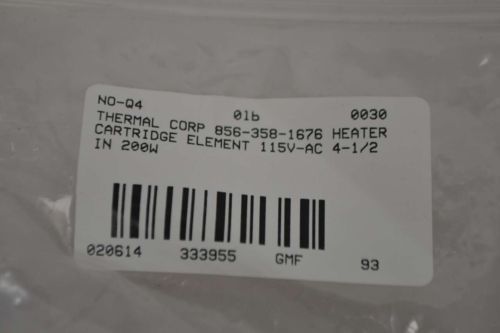 NO-Q4 01b 0030
THERMAL CORP 856-358-1676 HEATER
CARTRIDGE ELEMENT 115V-AC 4-1/2
IN 200W
020614 333955 GMF 93